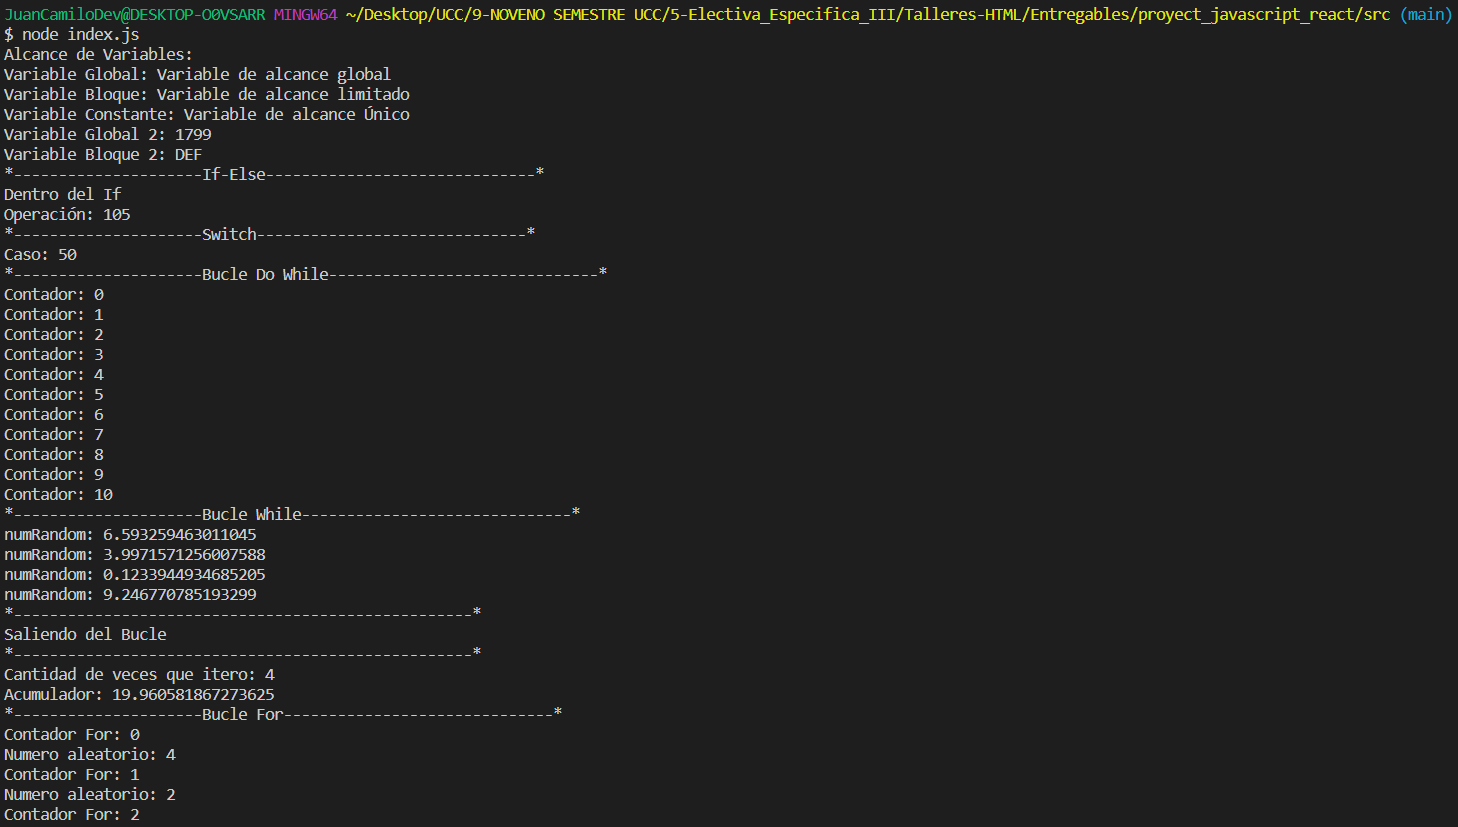 JuanCamiloDev@DESKTOP-O0VSARR MINGW64 ~/Desktop/UCC/9-NOVENO SEMESTRE UCC/5-Electiva_Especifica_III/Talleres-HTML/Entregables/proyect_javascript_react/src (main)
$ node index.js
Alcance de Variables:
Variable Global: Variable de alcance global
Variable Bloque: Variable de alcance limitado
Variable Constante: Variable de alcance Único
Variable Global 2: 1799
Variable Bloque 2: DEF
*---------------------If-Else------------------------------*
Dentro del If
Operación: 105
*---------------------Switch------------------------------*
Caso: 50
*---------------------Bucle Do While------------------------------*
Contador: 0
Contador: 1
Contador: 2
Contador: 3
Contador: 4
Contador: 5
Contador: 6
Contador: 7
Contador: 8
Contador: 9
Contador: 10
*---------------------Bucle While------------------------------*
numRandom: 6.593259463011045
numRandom: 3.9971571256007588
numRandom: 0.1233944934685205
numRandom: 9.246770785193299
*---------------------------------------------------*
Saliendo del Bucle
*---------------------------------------------------*
Cantidad de veces que itero: 4
Acumulador: 19.960581867273625
*---------------------Bucle For------------------------------*
Contador For: 0
Numero aleatorio: 4
Contador For: 1
Numero aleatorio: 2
Contador For: 2